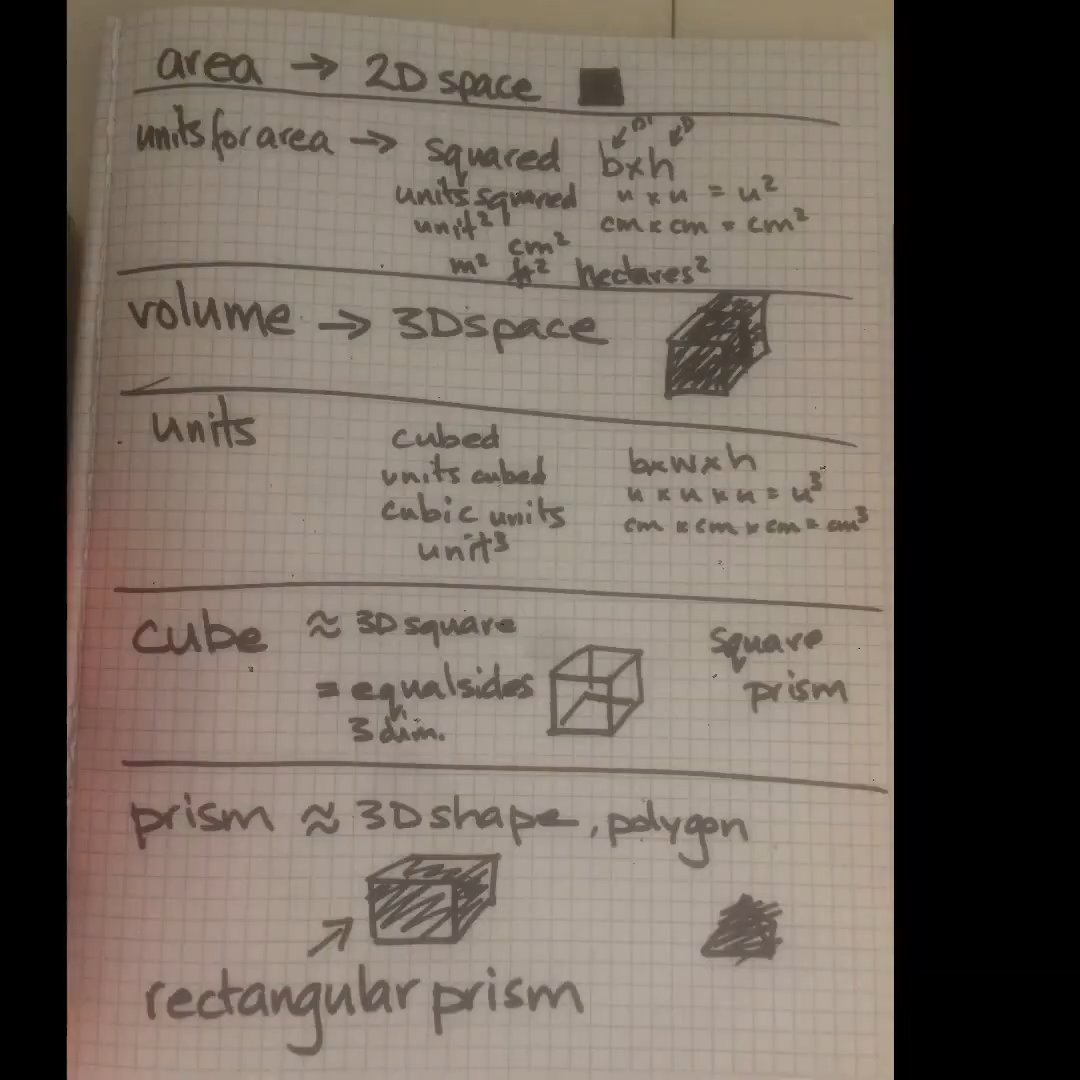 area → 2D space
units for area → squared b×h
units squared u × u = u²
unit² cm × cm = cm²
cm²
m² ft² hectares²
volume → 3D space
units cubed
units cubed b×w×h
cubic units u × u × u = u³
unit³ cm × cm × cm = cm³
cube ≈ 3D square square
= equal sides prism
3 dim.
prism ≈ 3D shape, polygon
rectangular prism